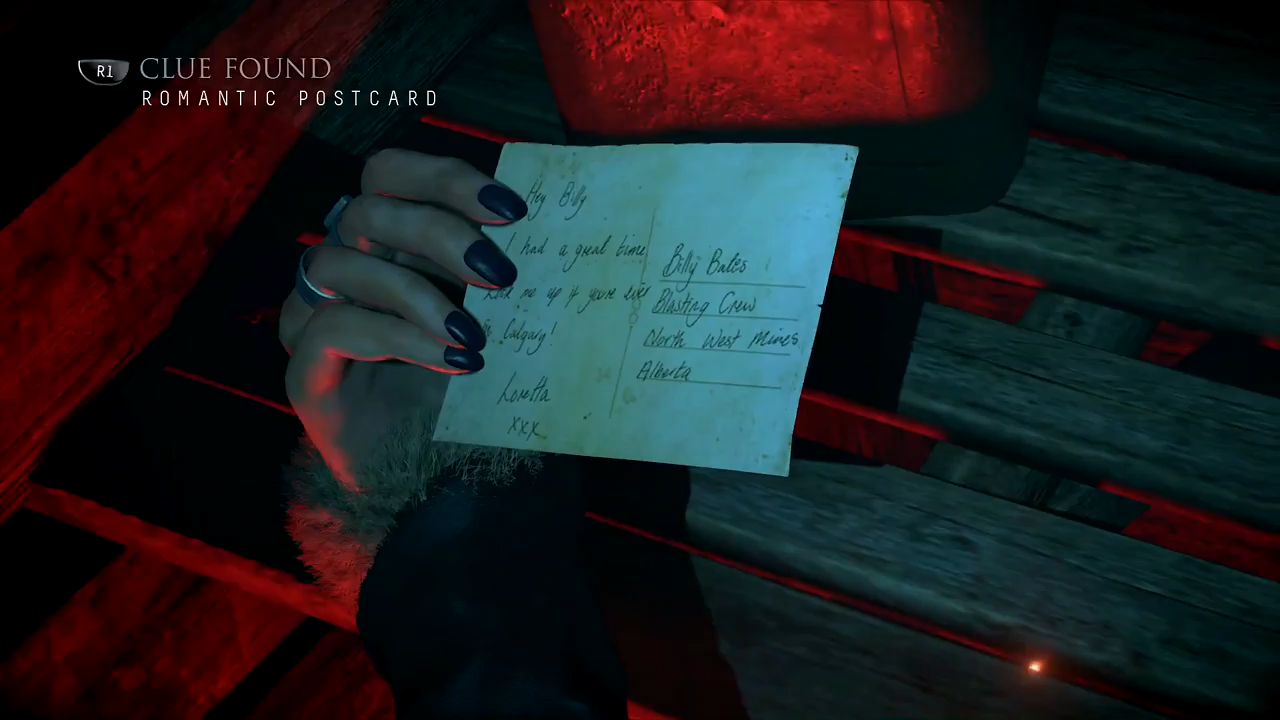 R1 CLUE FOUND
ROMANTIC POSTCARD
Hey Billy
I had a great time
Look me up if you're ever
in Calgary!
Loretta
xxx
Billy Bates
Blasting Crew
North West Mines
Alberta